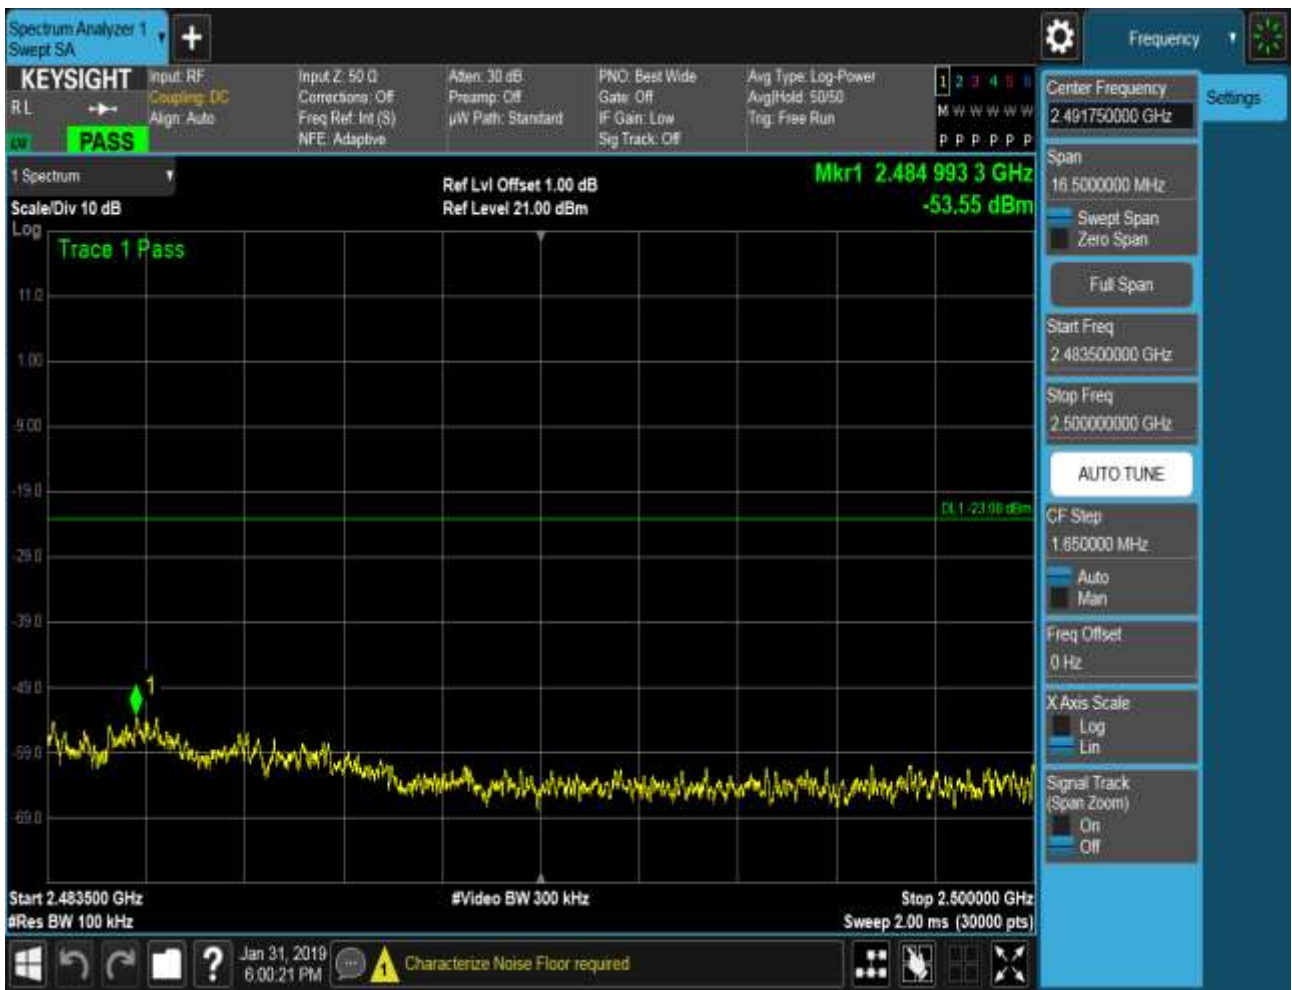 Spectrum Analyzer 1
Swept SA
Frequency
KEYSIGHT
R L
PASS
Input: RF
Coupling: DC
Align: Auto
Input Z: 50 Ω
Corrections: Off
Freq Ref: Int (S)
NFE: Adaptive
Atten: 30 dB
Preamp: Off
µW Path: Standard
PNO: Best Wide
Gate: Off
IF Gain: Low
Sig Track: Off
Avg Type: Log-Power
Avg|Hold: 50/50
Trig: Free Run
1 2 3 4 5 6
M W W W W W
P P P P P P
1 Spectrum
Scale/Div 10 dB
Log
Ref Lvl Offset 1.00 dB
Ref Level 21.00 dBm
Mkr1 2.484 993 3 GHz
-53.55 dBm
Trace 1 Pass
11.0
1.00
-9.00
-19.0
DL1 -23.00 dBm
-29.0
-39.0
-49.0
1
-59.0
-69.0
Start 2.483500 GHz
#Res BW 100 kHz
#Video BW 300 kHz
Stop 2.500000 GHz
Sweep 2.00 ms (30000 pts)
Center Frequency
2.491750000 GHz
Settings
Span
16.5000000 MHz
Swept Span
Zero Span
Full Span
Start Freq
2.483500000 GHz
Stop Freq
2.500000000 GHz
AUTO TUNE
CF Step
1.650000 MHz
Auto
Man
Freq Offset
0 Hz
X Axis Scale
Log
Lin
Signal Track
(Span Zoom)
On
Off
?
Jan 31, 2019
6:00:21 PM
1
Characterize Noise Floor required